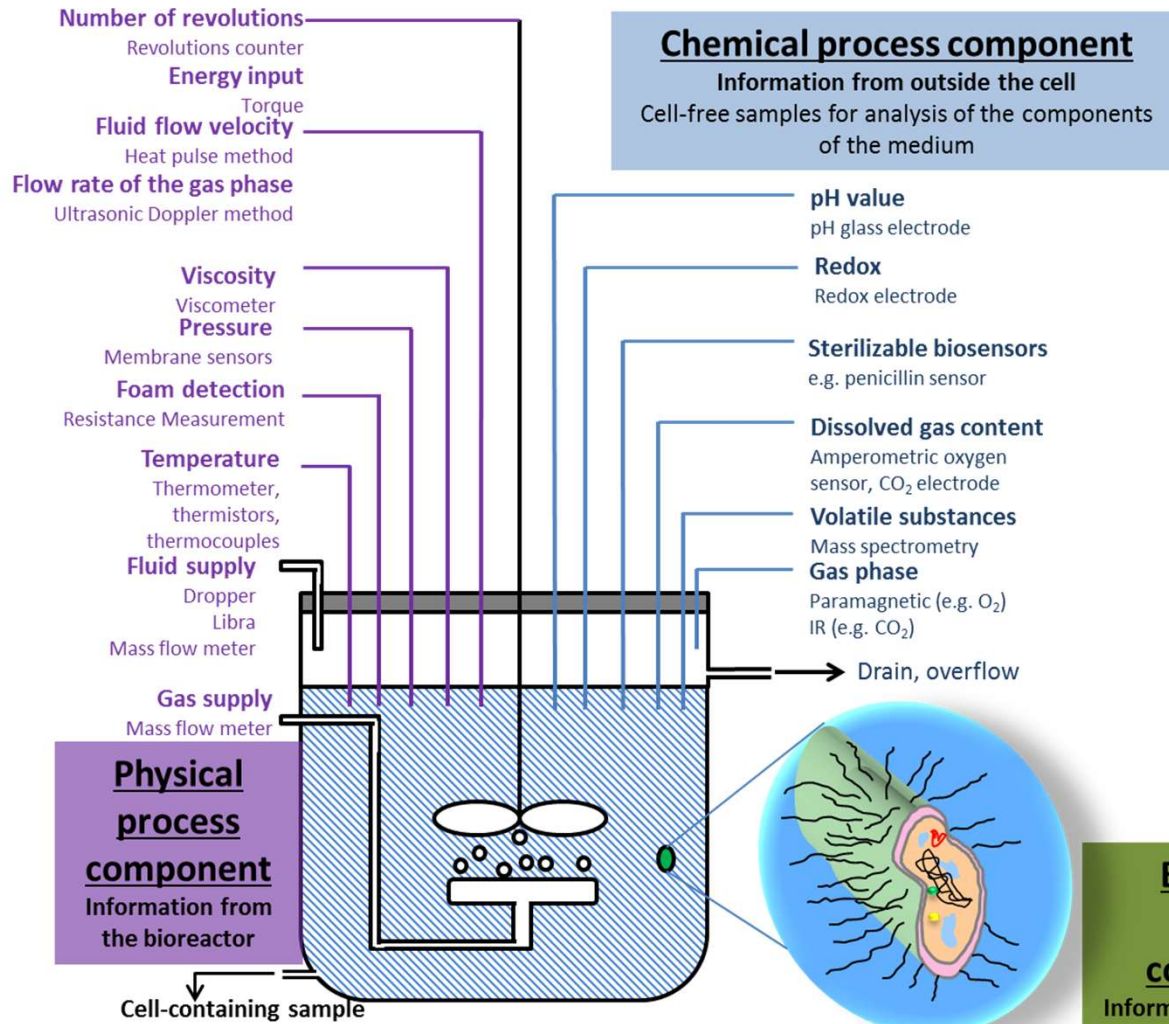 Number of revolutions
Revolutions counter
Energy input
Torque
Fluid flow velocity
Heat pulse method
Flow rate of the gas phase
Ultrasonic Doppler method
Viscosity
Viscometer
Pressure
Membrane sensors
Foam detection
Resistance Measurement
Temperature
Thermometer,
thermistors,
thermocouples
Fluid supply
Dropper
Libra
Mass flow meter
Gas supply
Mass flow meter
Physical
process
component
Information from
the bioreactor
Cell-containing sample
Chemical process component
Information from outside the cell
Cell-free samples for analysis of the components
of the medium
pH value
pH glass electrode
Redox
Redox electrode
Sterilizable biosensors
e.g. penicillin sensor
Dissolved gas content
Amperometric oxygen
sensor, CO₂ electrode
Volatile substances
Mass spectrometry
Gas phase
Paramagnetic (e.g. O₂)
IR (e.g. CO₂)
Drain, overflow